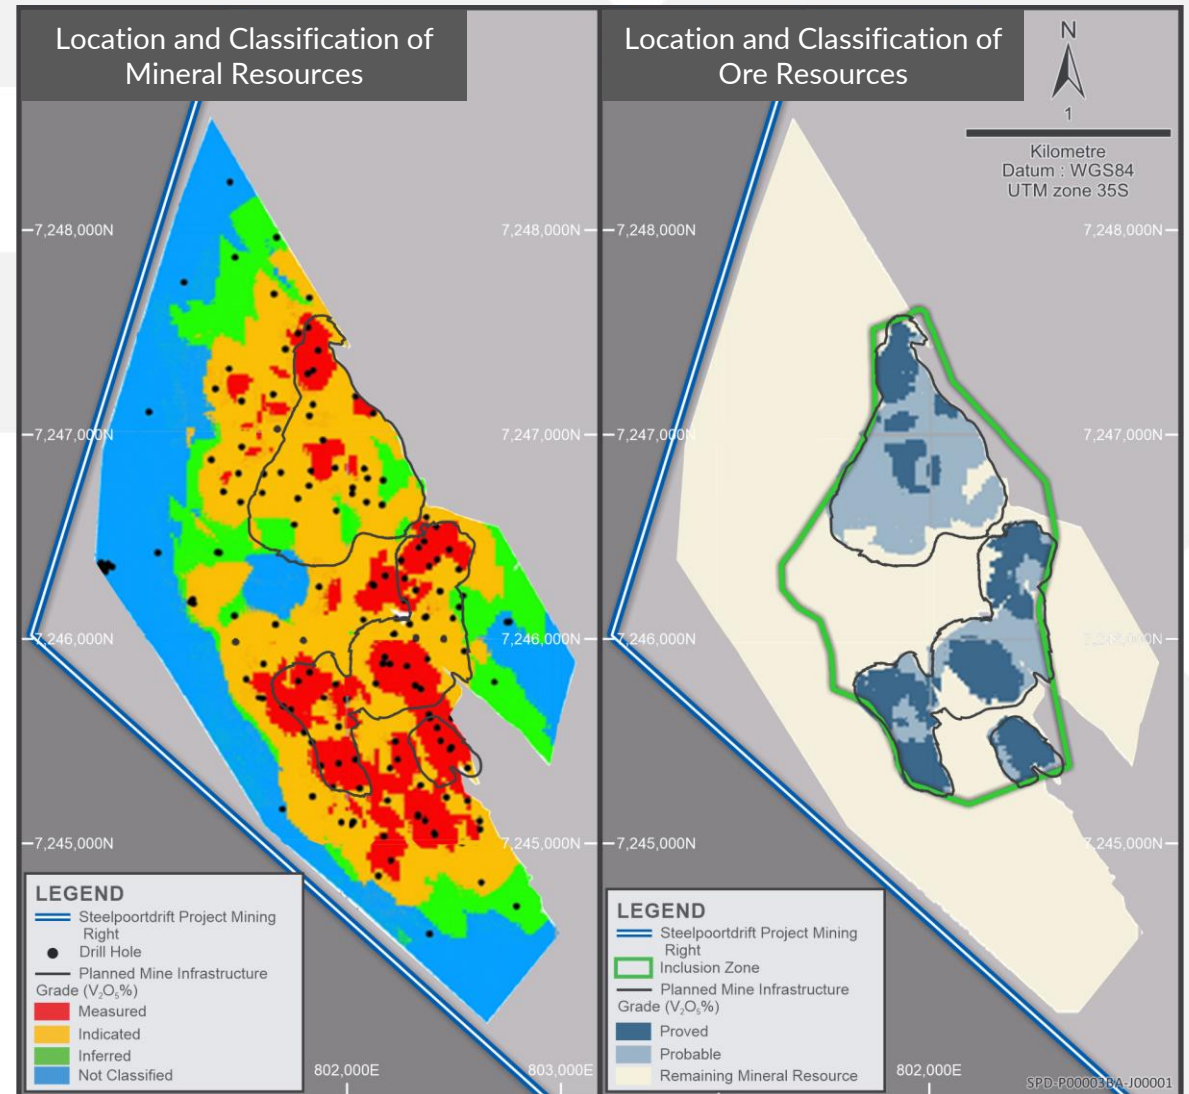 Location and Classification of
Mineral Resources
7,248,000N
7,248,000N
7,247,000N
7,247,000N
7,246,000N
7,246,000N
7,245,000N
7,245,000N
LEGEND
Steelpoortdrift Project Mining
Right
Drill Hole
Planned Mine Infrastructure
Grade (V₂O₅%)
Measured
Indicated
Inferred
Not Classified
802,000E
803,000E
Location and Classification of
Ore Resources
N
1
Kilometre
Datum : WGS84
UTM zone 35S
7,248,000N
7,248,000N
7,247,000N
7,247,000N
7,246,000N
7,246,000N
7,245,000N
7,245,000N
LEGEND
Steelpoortdrift Project Mining
Right
Inclusion Zone
Planned Mine Infrastructure
Grade (V₂O₅%)
Proved
Probable
Remaining Mineral Resource
802,000E
SPD-P00003BA-J00001